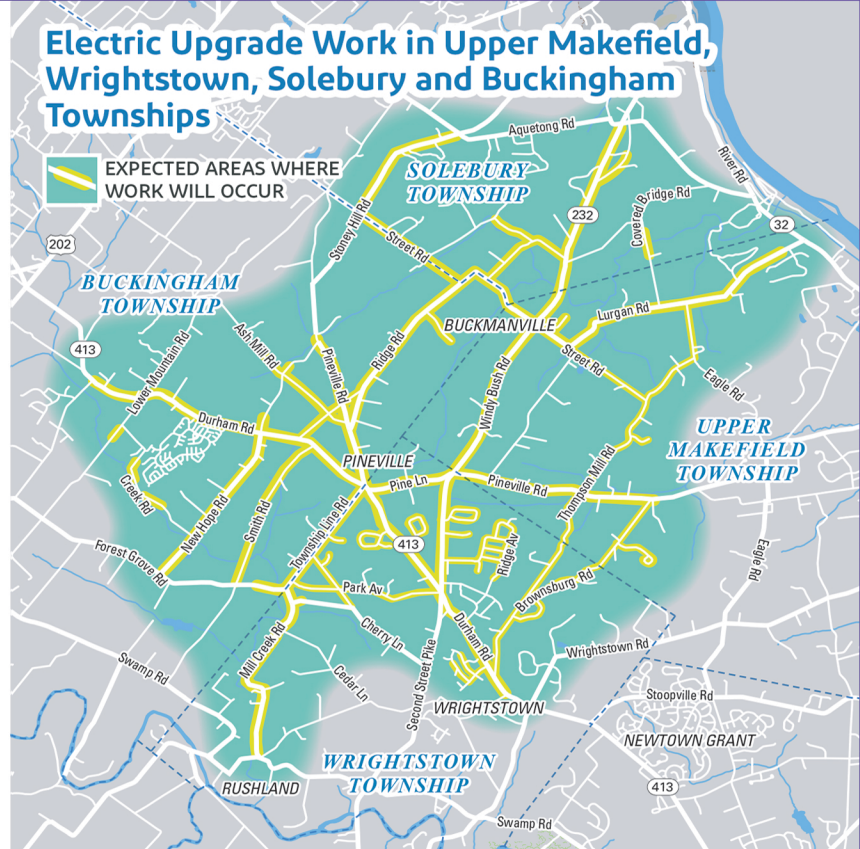 Electric Upgrade Work in Upper Makefield,
Wrightstown, Solebury and Buckingham
Townships
EXPECTED AREAS WHERE
WORK WILL OCCUR
Aquetong Rd
SOLEBURY
TOWNSHIP
River Rd
Covered Bridge Rd
232
32
Stoney Hill Rd
Street Rd
202
BUCKINGHAM
TOWNSHIP
Lurgan Rd
BUCKMANVILLE
413
Lower Mountain Rd
Ash Mill Rd
Pineville Rd
Ridge Rd
Street Rd
Windy Bush Rd
Eagle Rd
Durham Rd
UPPER
MAKEFIELD
TOWNSHIP
PINEVILLE
Pine Ln
Pineville Rd
Thompson Mill Rd
Creek Rd
New Hope Rd
Smith Rd
Township Line Rd
413
Ridge Av
Eagle Rd
Forest Grove Rd
Park Av
Brownsburg Rd
Mill Creek Rd
Cherry Ln
Durham Rd
Wrightstown Rd
Swamp Rd
Cedar Ln
Second Street Pike
Stoopville Rd
WRIGHTSTOWN
NEWTOWN GRANT
WRIGHTSTOWN
TOWNSHIP
RUSHLAND
413
Swamp Rd